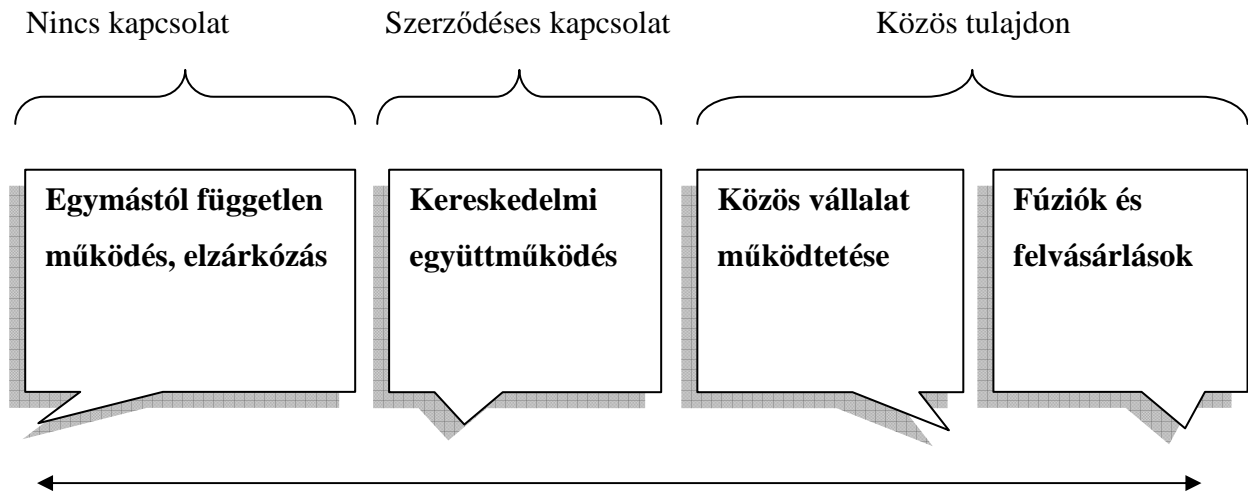 Nincs kapcsolat
Szerződéses kapcsolat
Közös tulajdon
Egymástól független
működés, elzárkózás
Kereskedelmi
együttműködés
Közös vállalat
működtetése
Fúziók és
felvásárlások